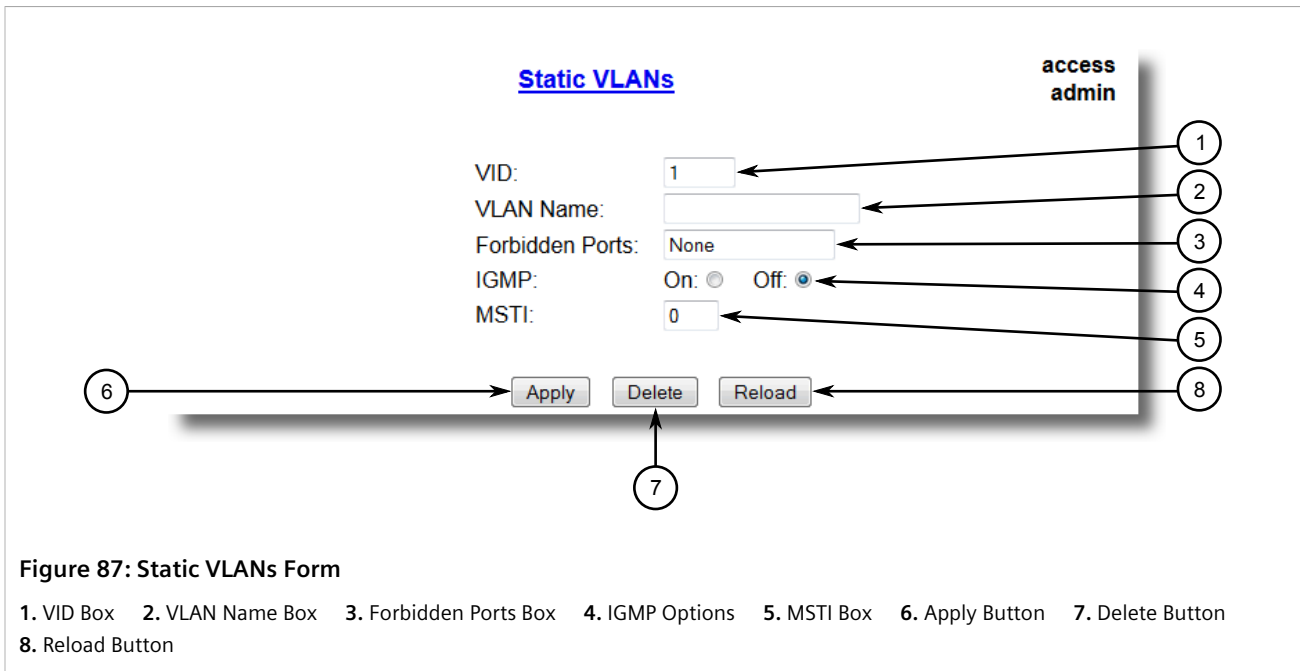 Static VLANs
access
admin
VID: 1
VLAN Name:
Forbidden Ports: None
IGMP: On: Off:
MSTI: 0
Apply Delete Reload
1
2
3
4
5
6
7
8
Figure 87: Static VLANs Form
1. VID Box 2. VLAN Name Box 3. Forbidden Ports Box 4. IGMP Options 5. MSTI Box 6. Apply Button 7. Delete Button
8. Reload Button